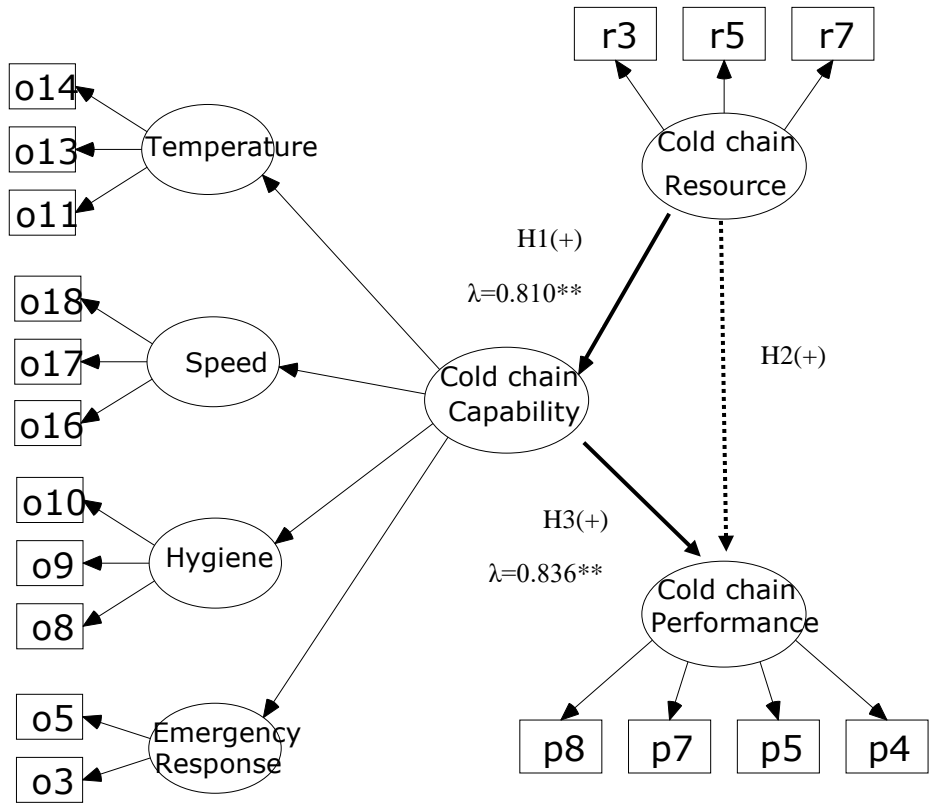 r3 r5 r7
o14
o13
o11
Temperature
Cold chain
Resource
H1(+)
λ=0.810**
o18
o17
o16
Speed
H2(+)
Cold chain
Capability
o10
o9
o8
Hygiene
H3(+)
λ=0.836**
Cold chain
Performance
o5
o3
Emergency
Response
p8 p7 p5 p4